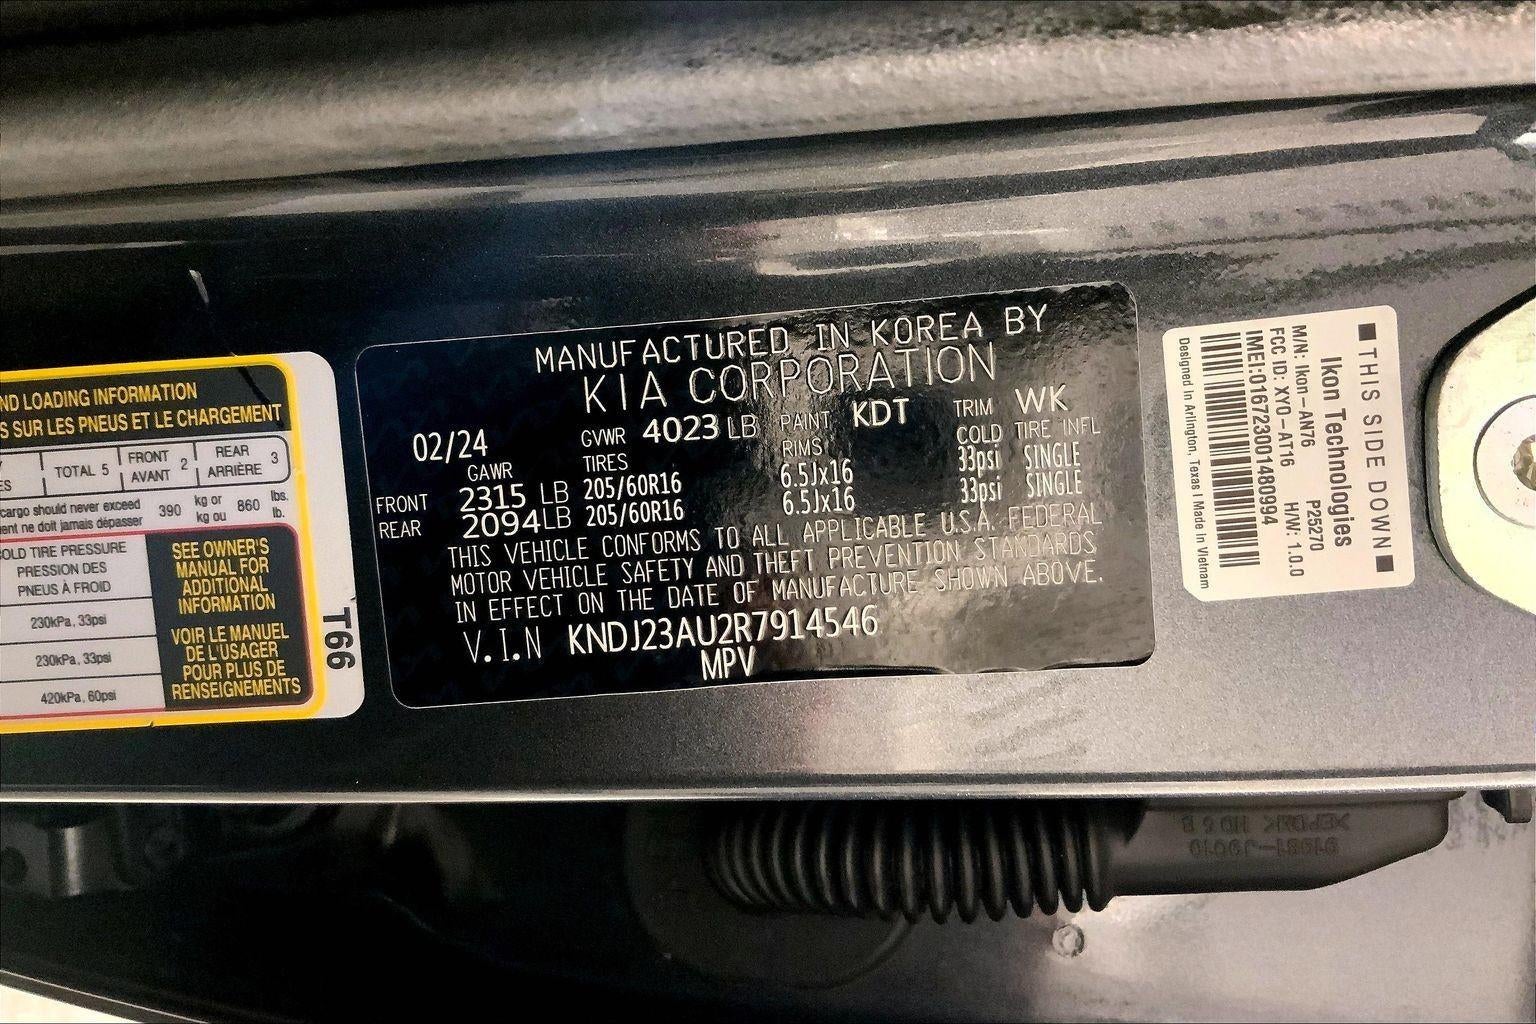 ND LOADING INFORMATION
S SUR LES PNEUS ET LE CHARGEMENT
ES
TOTAL 5
FRONT
AVANT 2
REAR
ARRIÈRE 3
cargo should never exceed
ent ne doit jamais dépasser
390 kg or
kg ou
860 lbs.
lb.
OLD TIRE PRESSURE
PRESSION DES
PNEUS À FROID
230kPa, 33psi
230kPa, 33psi
420kPa, 60psi
SEE OWNER'S
MANUAL FOR
ADDITIONAL
INFORMATION
VOIR LE MANUEL
DE L'USAGER
POUR PLUS DE
RENSEIGNEMENTS
T66
MANUFACTURED IN KOREA BY
KIA CORPORATION
02/24 GVWR 4023 LB PAINT KDT TRIM WK
GAWR TIRES RIMS COLD TIRE INFL
FRONT 2315 LB 205/60R16 6.5Jx16 33psi SINGLE
REAR 2094 LB 205/60R16 6.5Jx16 33psi SINGLE
THIS VEHICLE CONFORMS TO ALL APPLICABLE U.S.A. FEDERAL
MOTOR VEHICLE SAFETY AND THEFT PREVENTION STANDARDS
IN EFFECT ON THE DATE OF MANUFACTURE SHOWN ABOVE.
V.I.N KNDJ23AU2R7914546
MPV
THIS SIDE DOWN
Ikon Technologies
P25270
M/N: Ikon-AN76
FCC ID: XYO-AT16 H/W: 1.0.0
IMEI:016723001480994
Designed in Arlington, Texas I Made in Vietnam